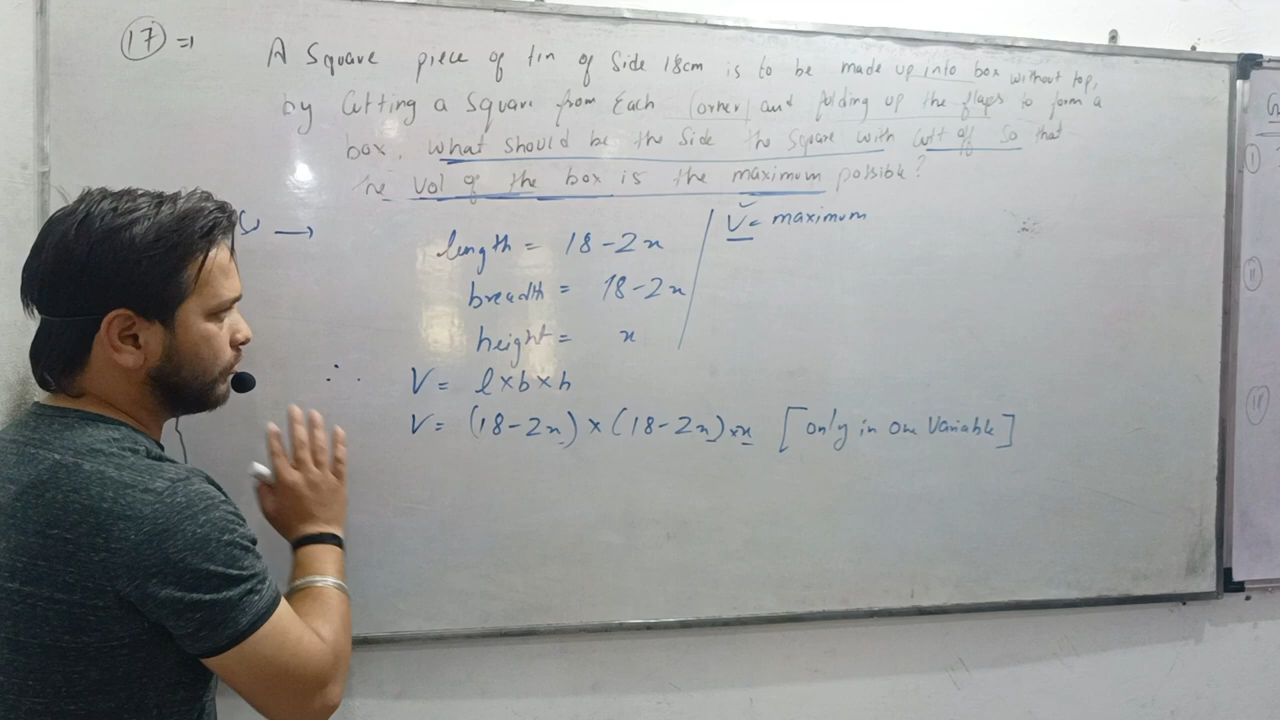 17 ⇒ A Square piece of tin of Side 18cm is to be made up into box without top,
by Cutting a Square from Each Corner and folding up the flaps to form a
box, what should be the Side the Square with Cutt off So that
the Vol of the box is the maximum possible?
→
length = 18-2x
V = maximum
breadth = 18-2x
height = x
∴ V = l×b×h
V = (18-2x) × (18-2x) × x [only in one Variable]